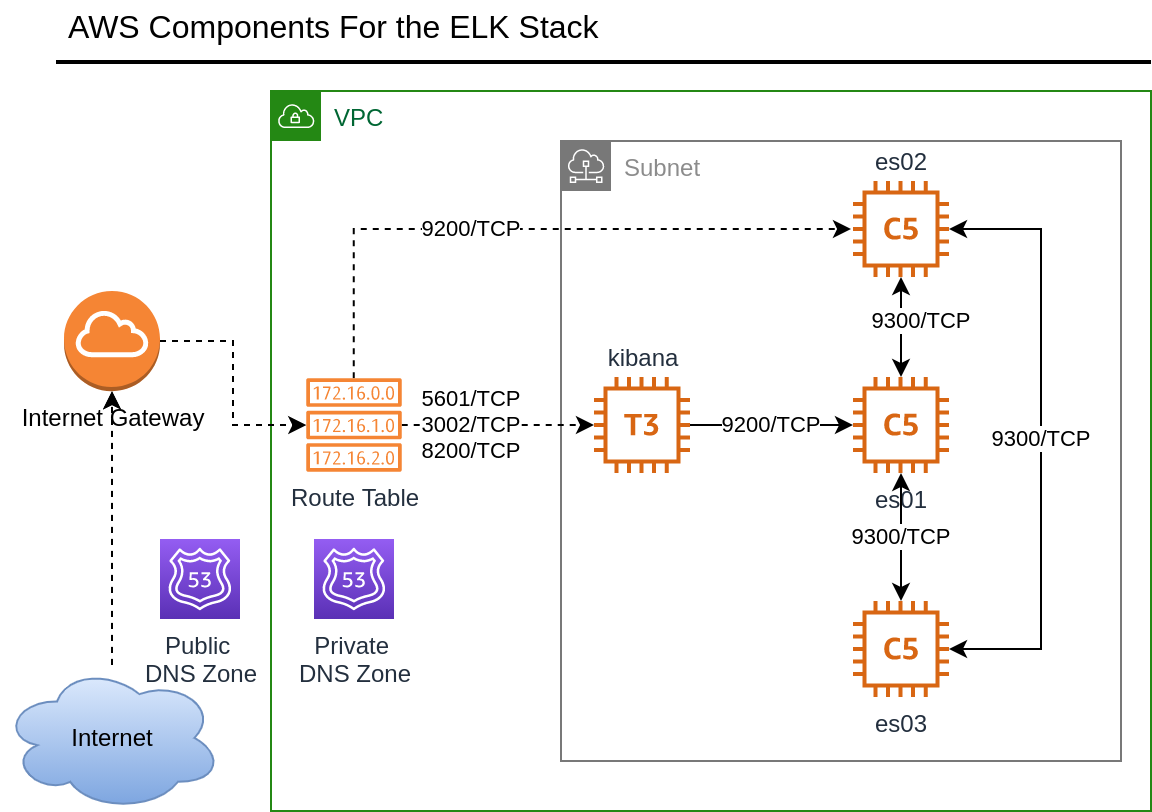 AWS Components For the ELK Stack
VPC
Subnet
es02
C5
9200/TCP
9300/TCP
Internet Gateway
172.16.0.0
172.16.1.0
172.16.2.0
Route Table
5601/TCP
3002/TCP
8200/TCP
kibana
T3
9200/TCP
C5
es01
9300/TCP
9300/TCP
53
Public
DNS Zone
53
Private
DNS Zone
C5
es03
Internet